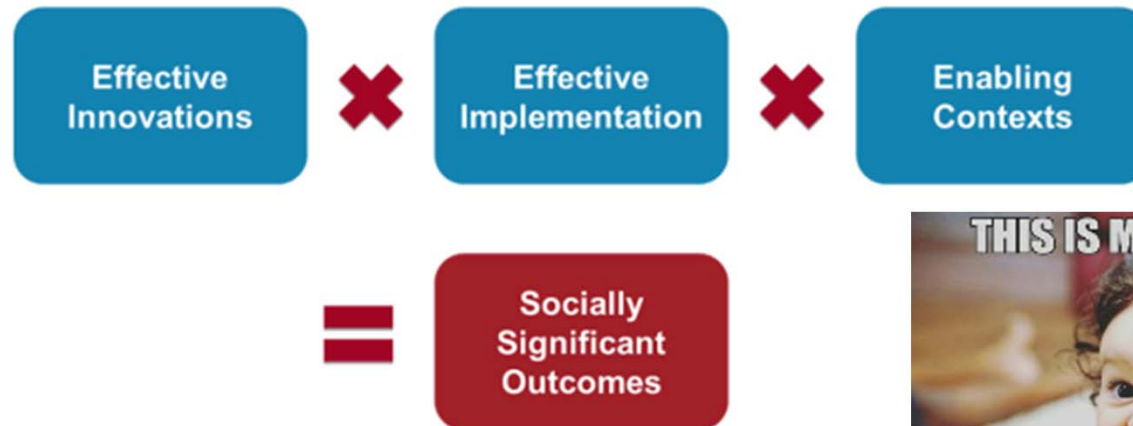 Effective
Innovations
Effective
Implementation
Enabling
Contexts
THIS IS
Socially
Significant
Outcomes